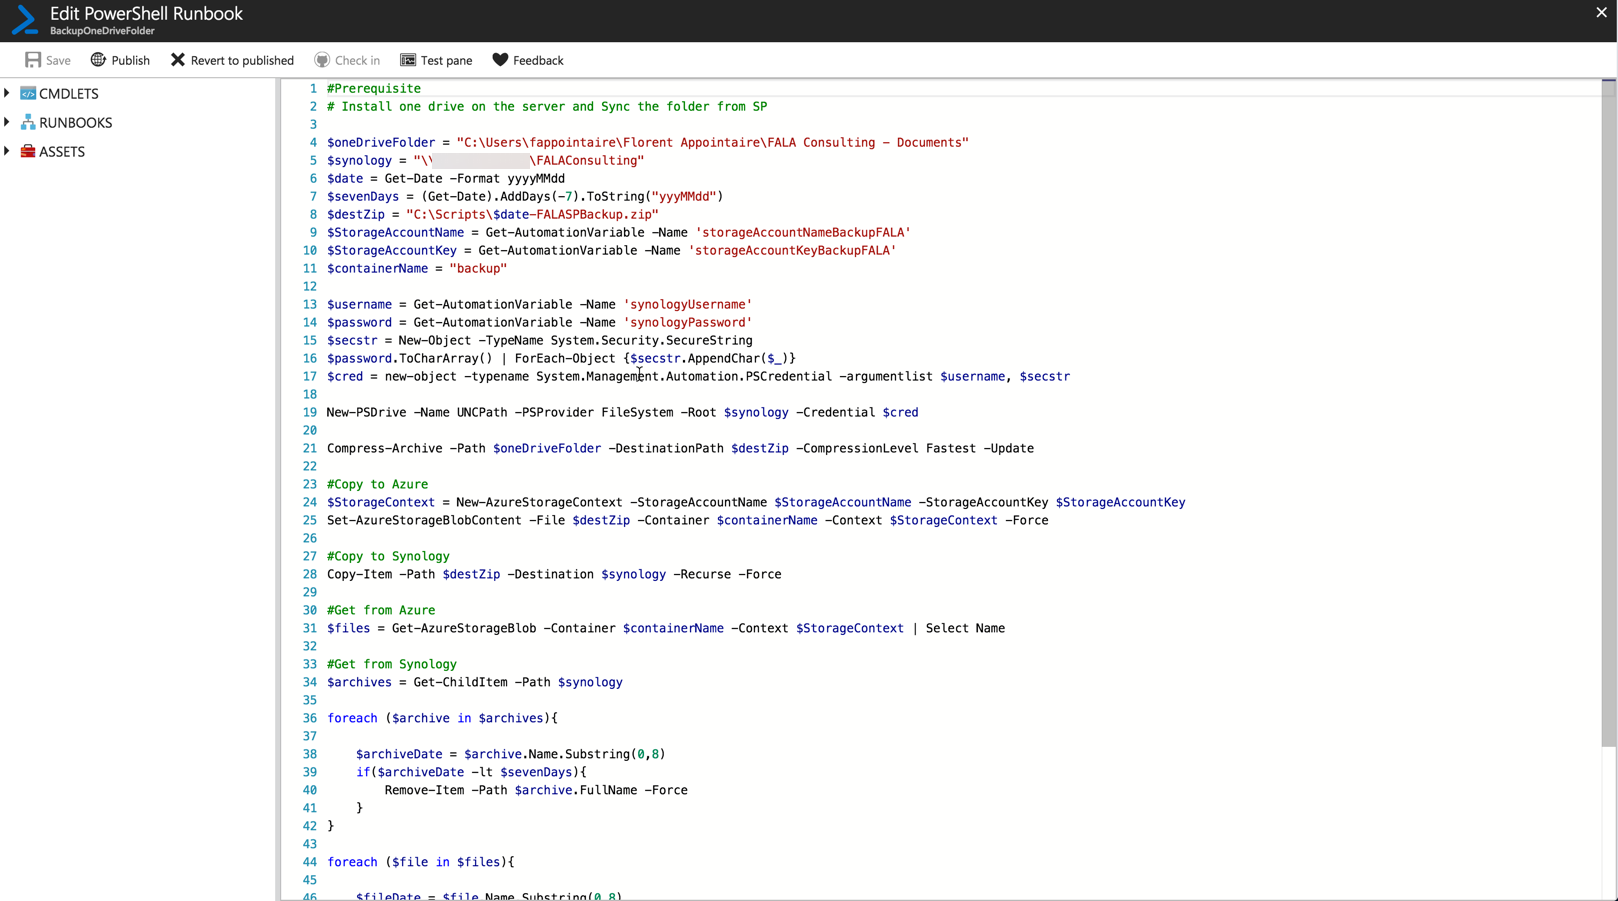 Edit PowerShell Runbook
BackupOneDriveFolder
Save Publish Revert to published Check in Test pane Feedback
CMDLETS
RUNBOOKS
ASSETS
1 #Prerequisite
2 # Install one drive on the server and Sync the folder from SP
3
4 $oneDriveFolder = "C:\Users\fappointaire\Florent Appointaire\FALA Consulting - Documents"
5 $synology = "\\ \FALAConsulting"
6 $date = Get-Date -Format yyyyMMdd
7 $sevenDays = (Get-Date).AddDays(-7).ToString("yyyMMdd")
8 $destZip = "C:\Scripts\$date-FALASPBackup.zip"
9 $StorageAccountName = Get-AutomationVariable -Name 'storageAccountNameBackupFALA'
10 $StorageAccountKey = Get-AutomationVariable -Name 'storageAccountKeyBackupFALA'
11 $containerName = "backup"
12
13 $username = Get-AutomationVariable -Name 'synologyUsername'
14 $password = Get-AutomationVariable -Name 'synologyPassword'
15 $secstr = New-Object -TypeName System.Security.SecureString
16 $password.ToCharArray() | ForEach-Object {$secstr.AppendChar($_)}
17 $cred = new-object -typename System.Management.Automation.PSCredential -argumentlist $username, $secstr
18
19 New-PSDrive -Name UNCPath -PSProvider FileSystem -Root $synology -Credential $cred
20
21 Compress-Archive -Path $oneDriveFolder -DestinationPath $destZip -CompressionLevel Fastest -Update
22
23 #Copy to Azure
24 $StorageContext = New-AzureStorageContext -StorageAccountName $StorageAccountName -StorageAccountKey $StorageAccountKey
25 Set-AzureStorageBlobContent -File $destZip -Container $containerName -Context $StorageContext -Force
26
27 #Copy to Synology
28 Copy-Item -Path $destZip -Destination $synology -Recurse -Force
29
30 #Get from Azure
31 $files = Get-AzureStorageBlob -Container $containerName -Context $StorageContext | Select Name
32
33 #Get from Synology
34 $archives = Get-ChildItem -Path $synology
35
36 foreach ($archive in $archives){
37
38 $archiveDate = $archive.Name.Substring(0,8)
39 if($archiveDate -lt $sevenDays){
40 Remove-Item -Path $archive.FullName -Force
41 }
42 }
43
44 foreach ($file in $files){
45
46 $fileDate = $file.Name.Substring(0,8)